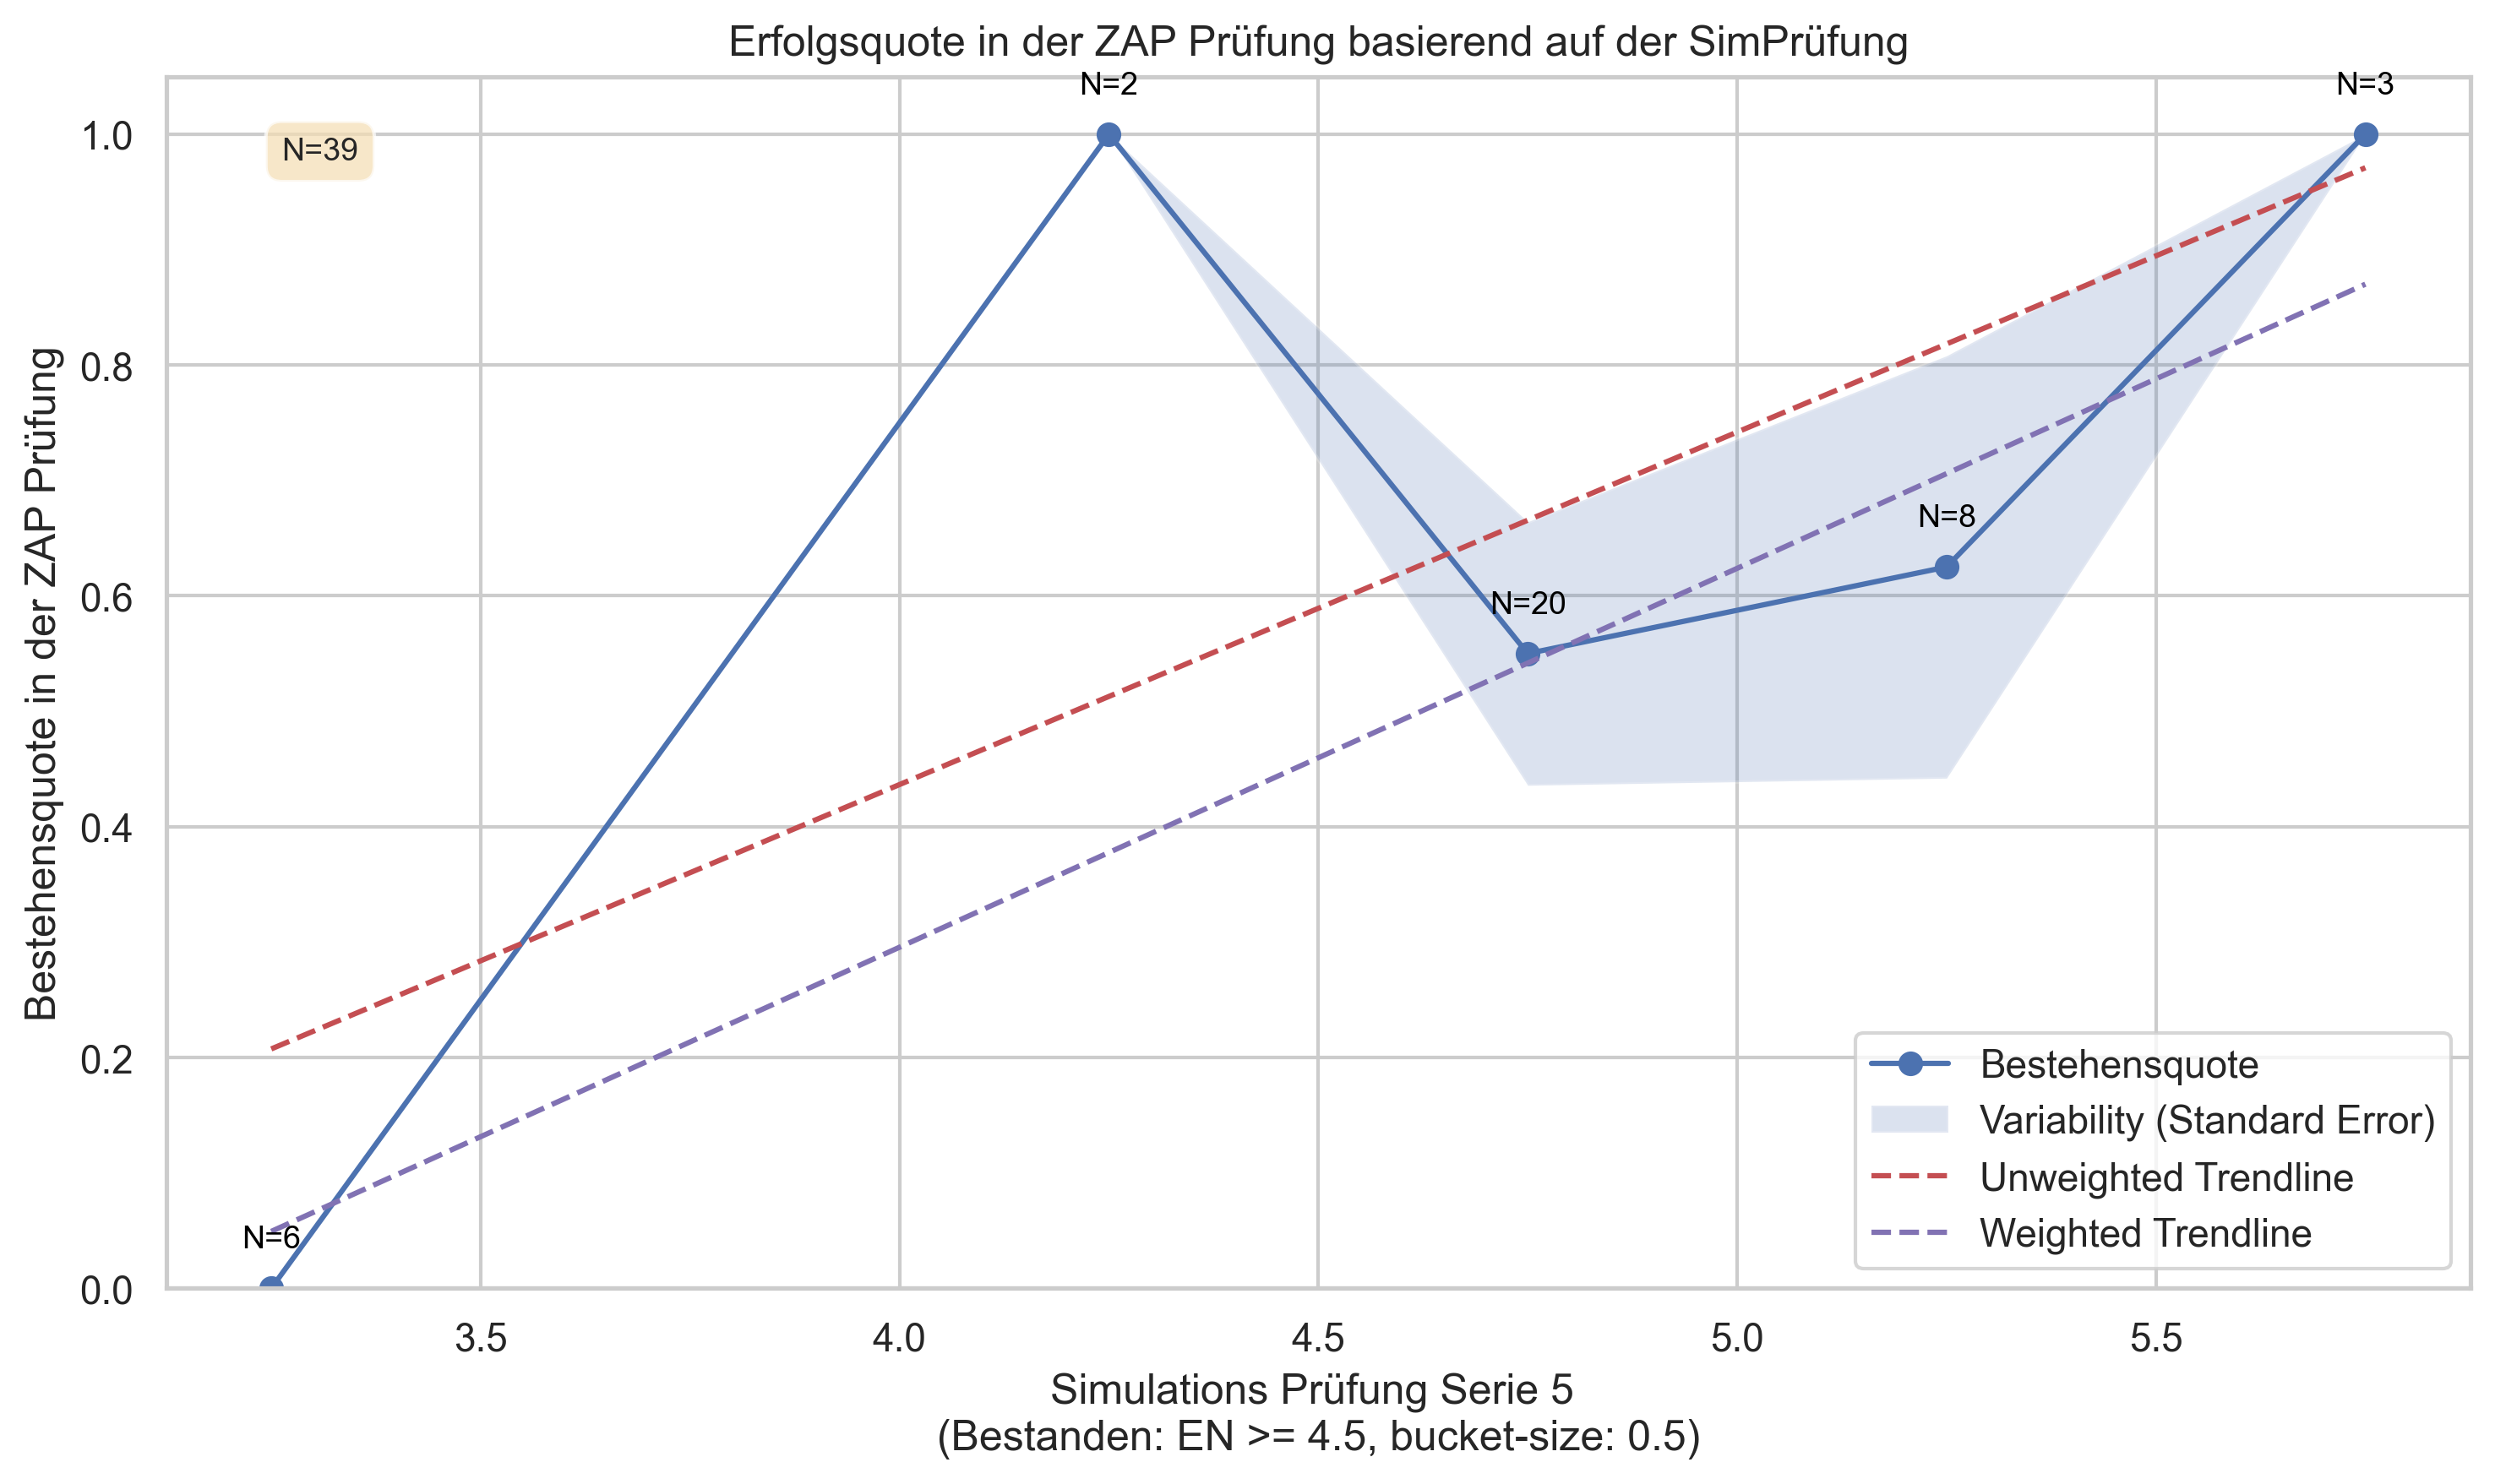 Erfolgsquote in der ZAP Prüfung basierend auf der SimPrüfung
N=2
N=3
N=39
N=8
N=20
N=6
Bestehensquote in der ZAP Prüfung
1.0
0.8
0.6
0.4
0.2
0.0
3.5
4.0
4.5
5.0
5.5
Bestehensquote
Variability (Standard Error)
Unweighted Trendline
Weighted Trendline
Simulations Prüfung Serie 5
(Bestanden: EN >= 4.5, bucket-size: 0.5)